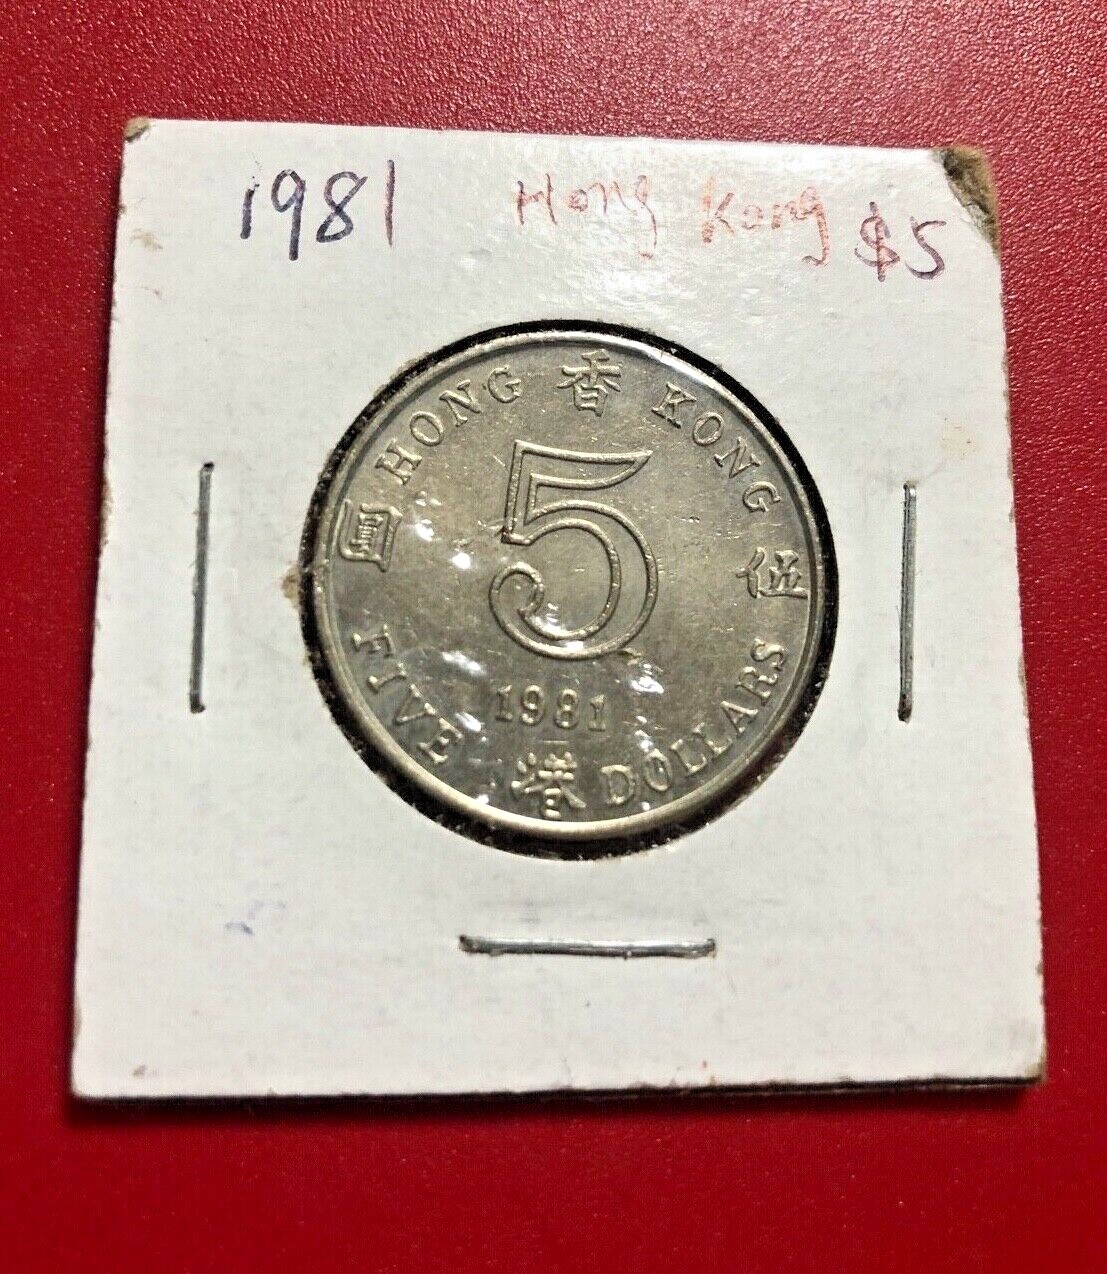 1981 Hong Kong $5
HONG 香 KONG
圓 5 伍
1981
FIVE 港 DOLLARS